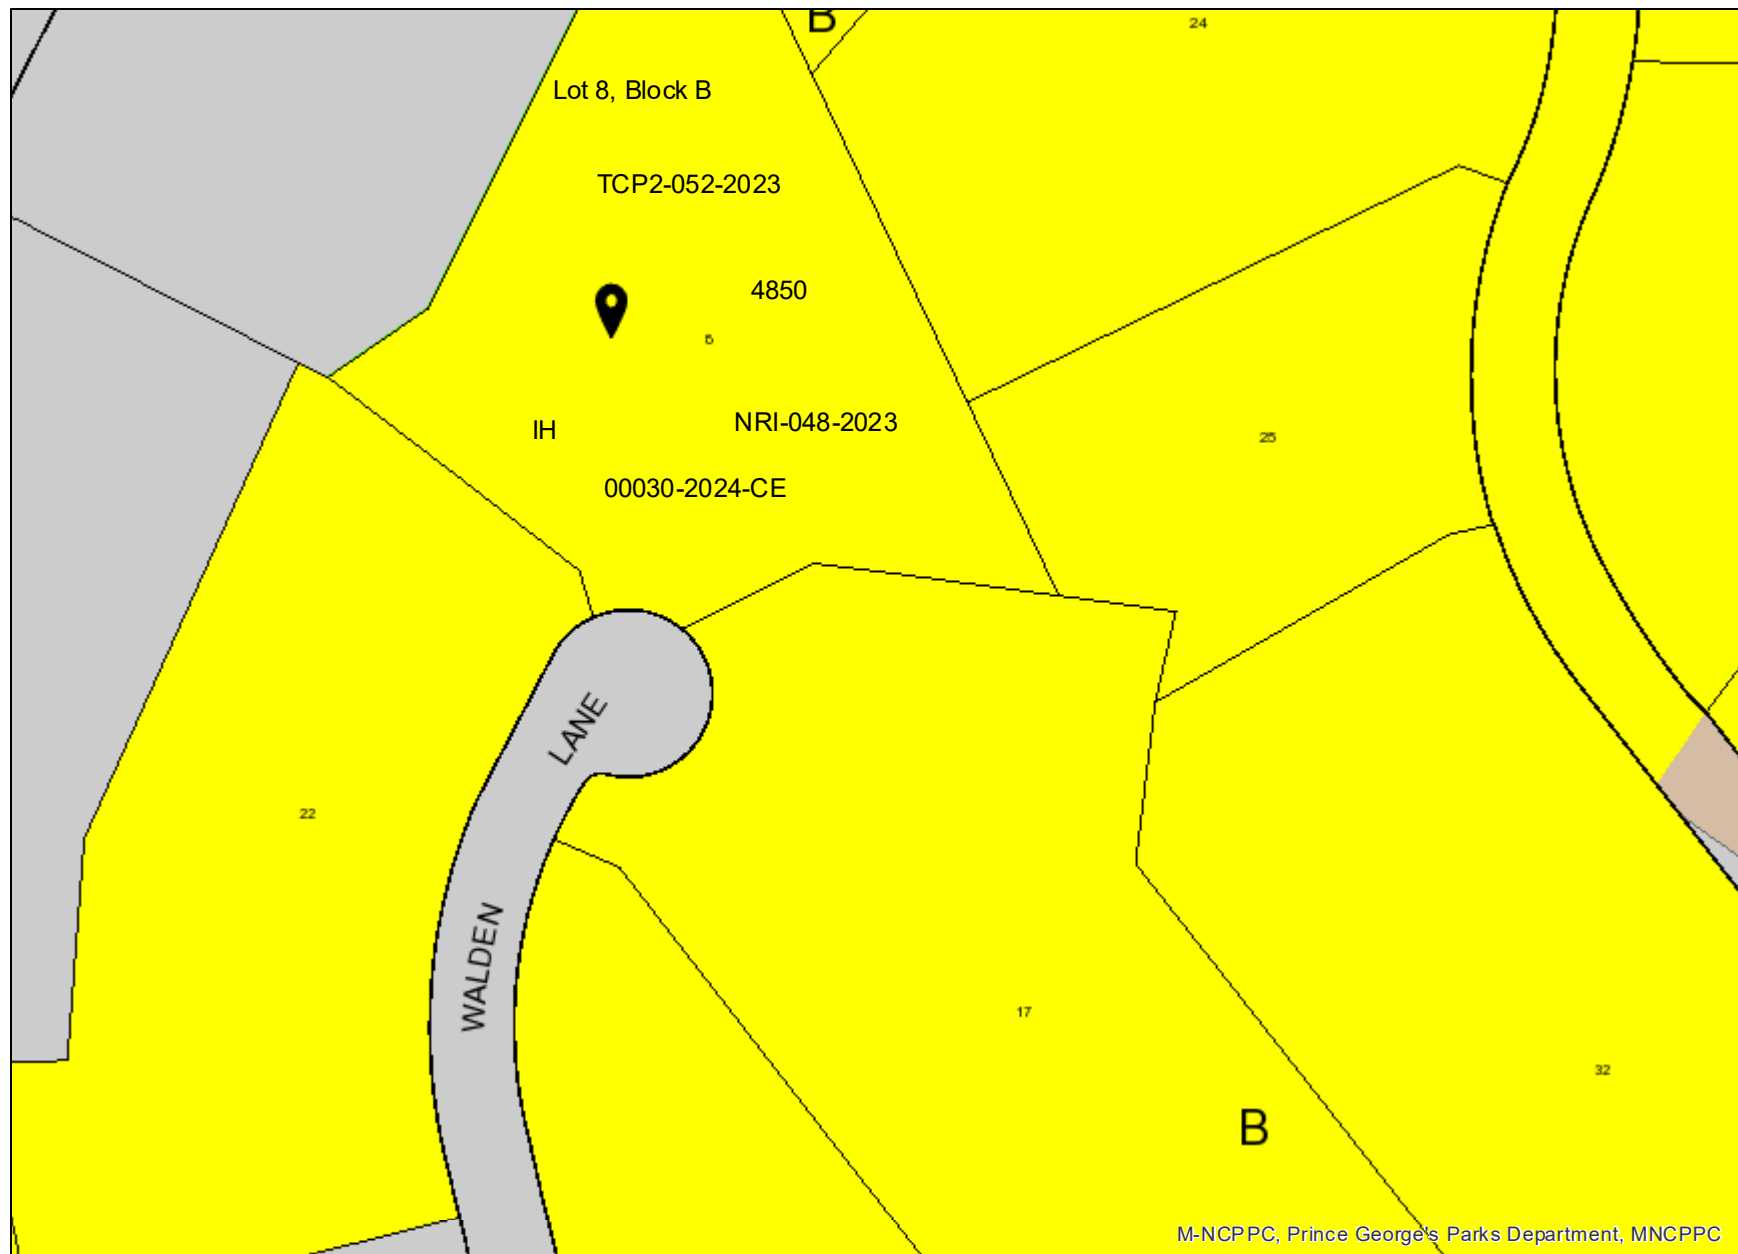 B
24
Lot 8, Block B
TCP2-052-2023
4850
IH
NRI-048-2023
25
00030-2024-CE
LANE
22
WALDEN
17
32
B
M-NCPPC, Prince George's Parks Department, MNCPPC